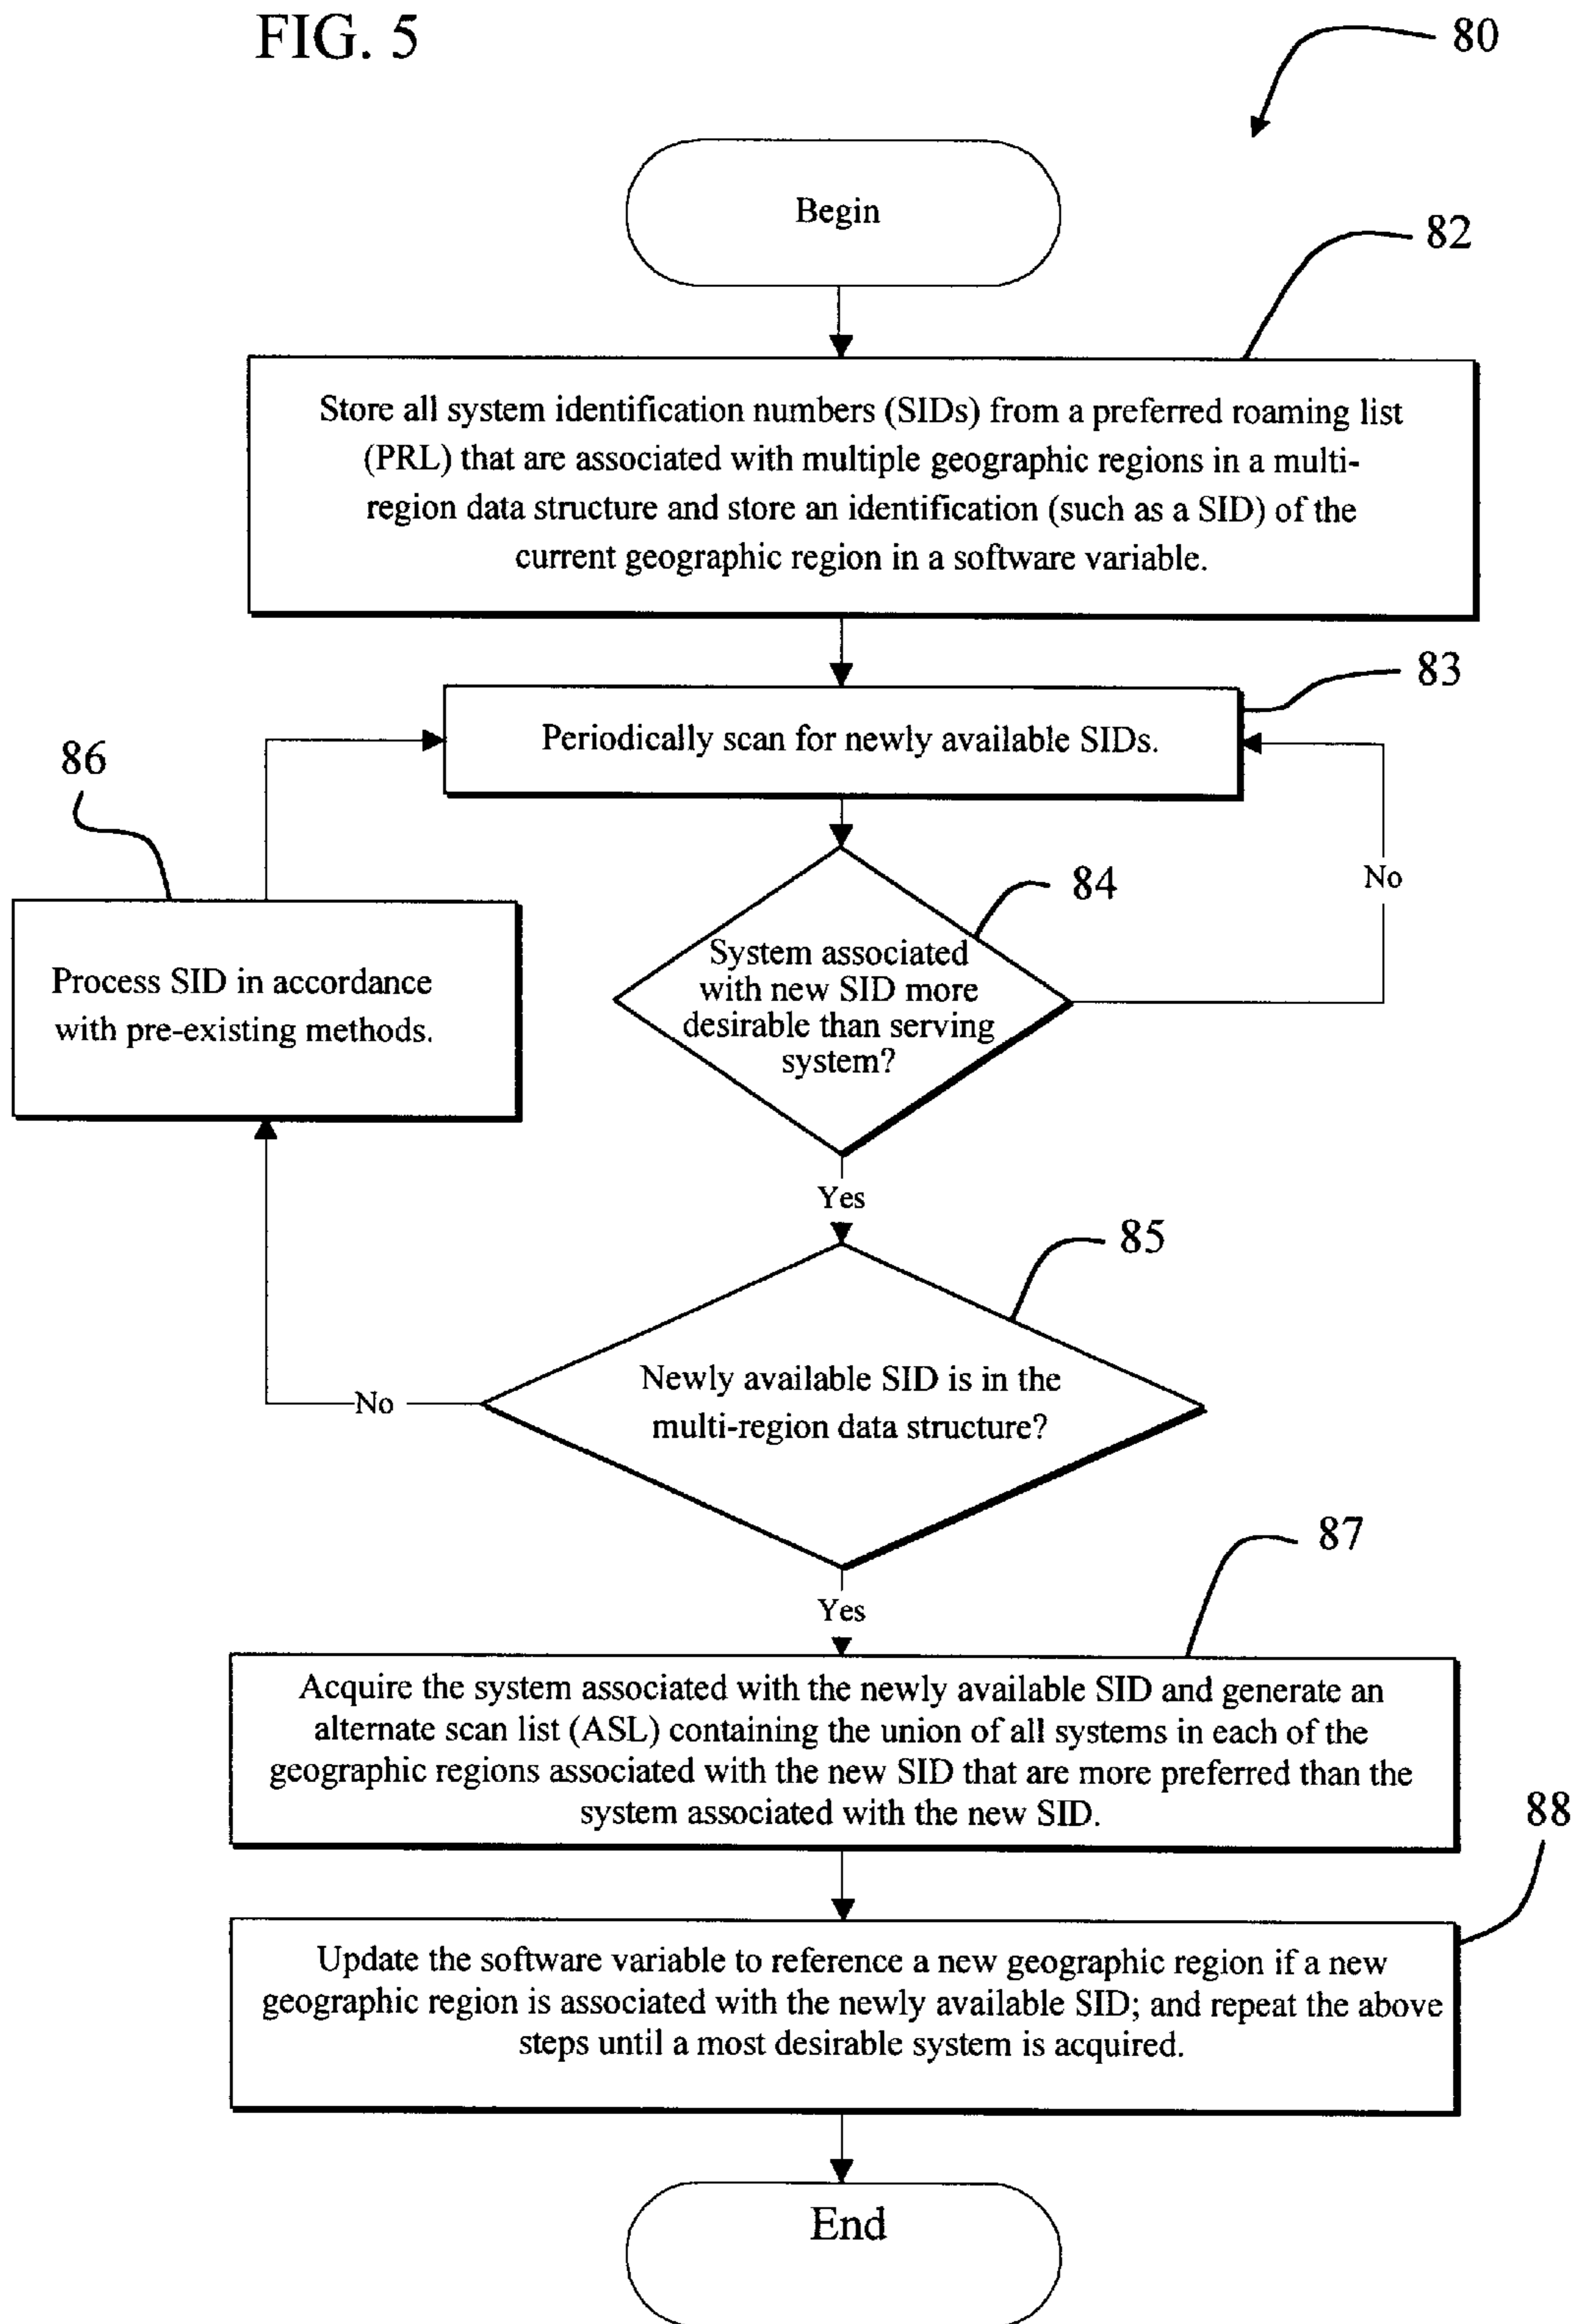 FIG. 5
80
Begin
82
Store all system identification numbers (SIDs) from a preferred roaming list
(PRL) that are associated with multiple geographic regions in a multi-
region data structure and store an identification (such as a SID) of the
current geographic region in a software variable.
83
Periodically scan for newly available SIDs.
86
84
No
System associated
with new SID more
desirable than serving
system?
Process SID in accordance
with pre-existing methods.
Yes
85
Newly available SID is in the
multi-region data structure?
No
87
Yes
Acquire the system associated with the newly available SID and generate an
alternate scan list (ASL) containing the union of all systems in each of the
geographic regions associated with the new SID that are more preferred than the
system associated with the new SID.
88
Update the software variable to reference a new geographic region if a new
geographic region is associated with the newly available SID; and repeat the above
steps until a most desirable system is acquired.
End